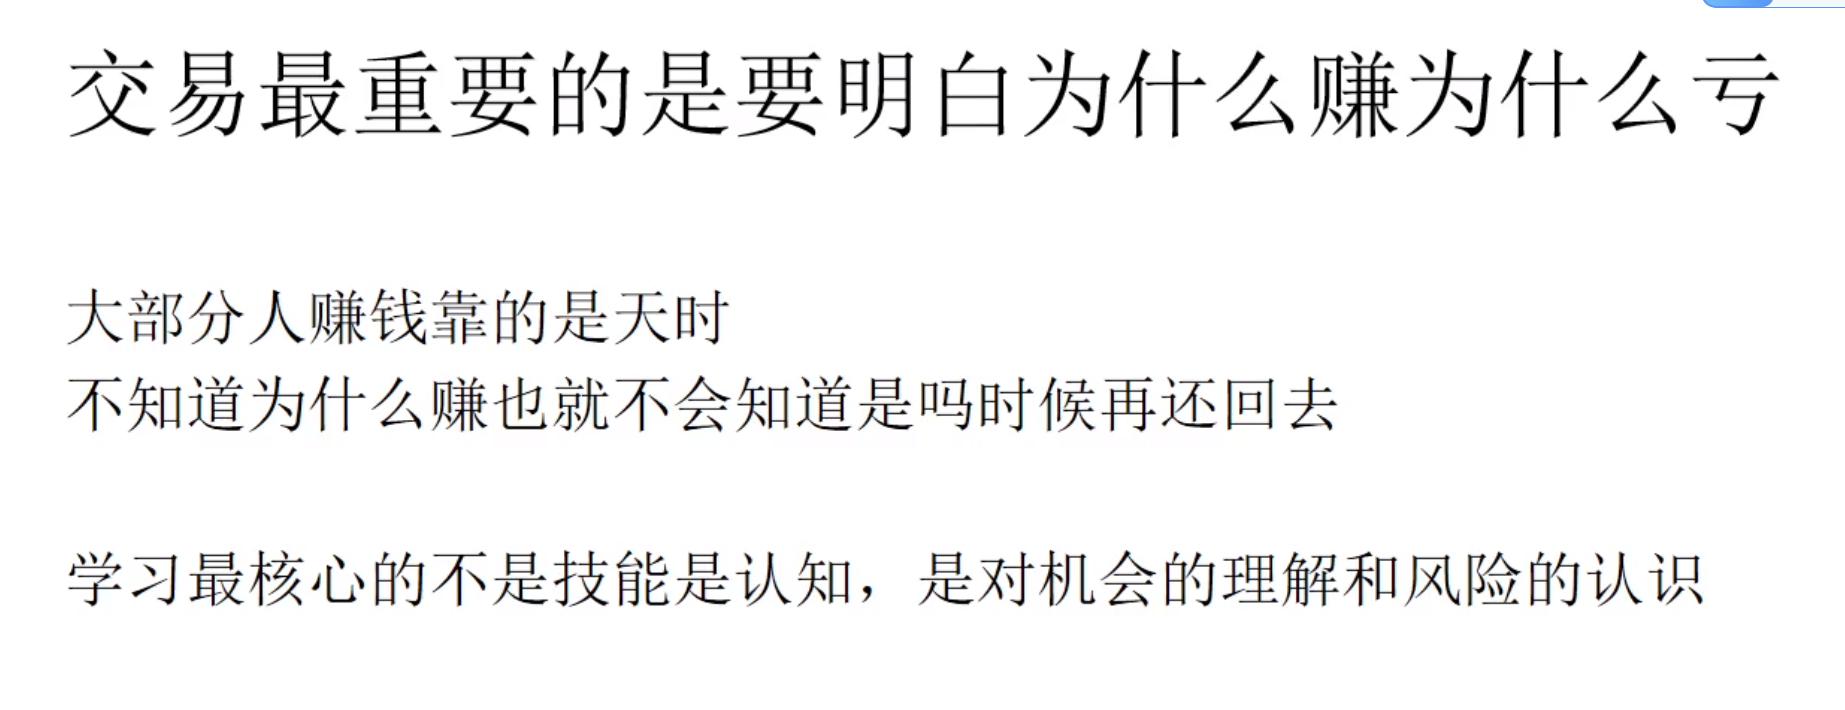 交易最重要的是要明白为什么赚为什么亏
大部分人赚钱靠的是天时
不知道为什么赚也就不会知道是吗时候再还回去
学习最核心的不是技能是认知，是对机会的理解和风险的认识